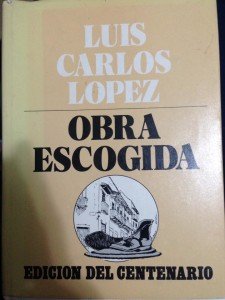 LUIS
CARLOS
LOPEZ
OBRA
ESCOGIDA
EDICION DEL CENTENARIO